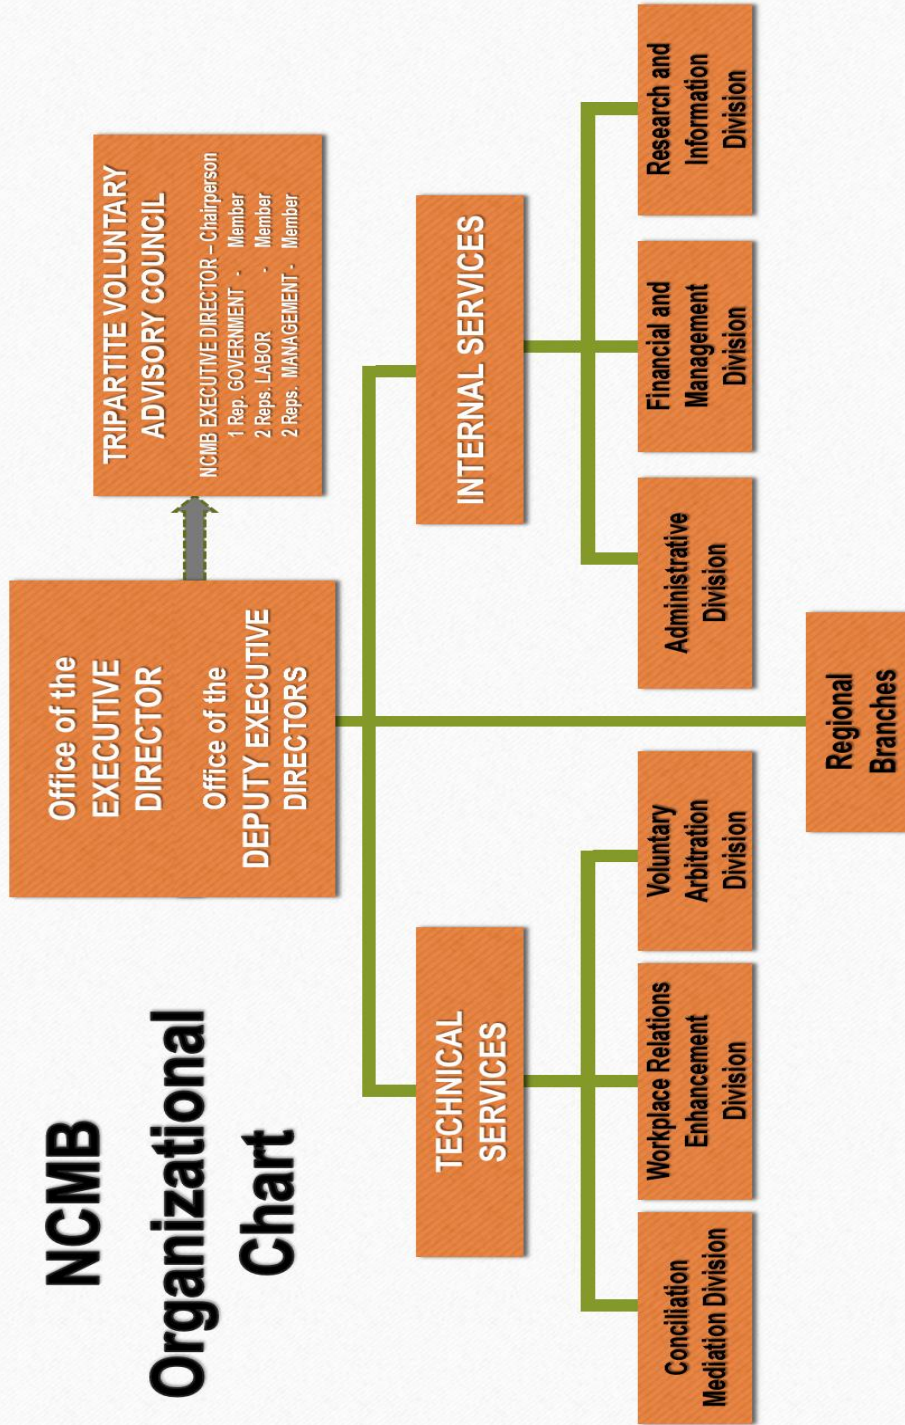 NCMB
Organizational
Chart
Office of the
EXECUTIVE
DIRECTOR
Office of the
DEPUTY EXECUTIVE
DIRECTORS
TRIPARTITE VOLUNTARY
ADVISORY COUNCIL
NCMB EXECUTIVE DIRECTOR – Chairperson
1 Rep. GOVERNMENT - Member
2 Reps. LABOR - Member
2 Reps. MANAGEMENT - Member
TECHNICAL
SERVICES
INTERNAL SERVICES
Conciliation
Mediation Division
Workplace Relations
Enhancement
Division
Voluntary
Arbitration
Division
Administrative
Division
Financial and
Management
Division
Research and
Information
Division
Regional
Branches